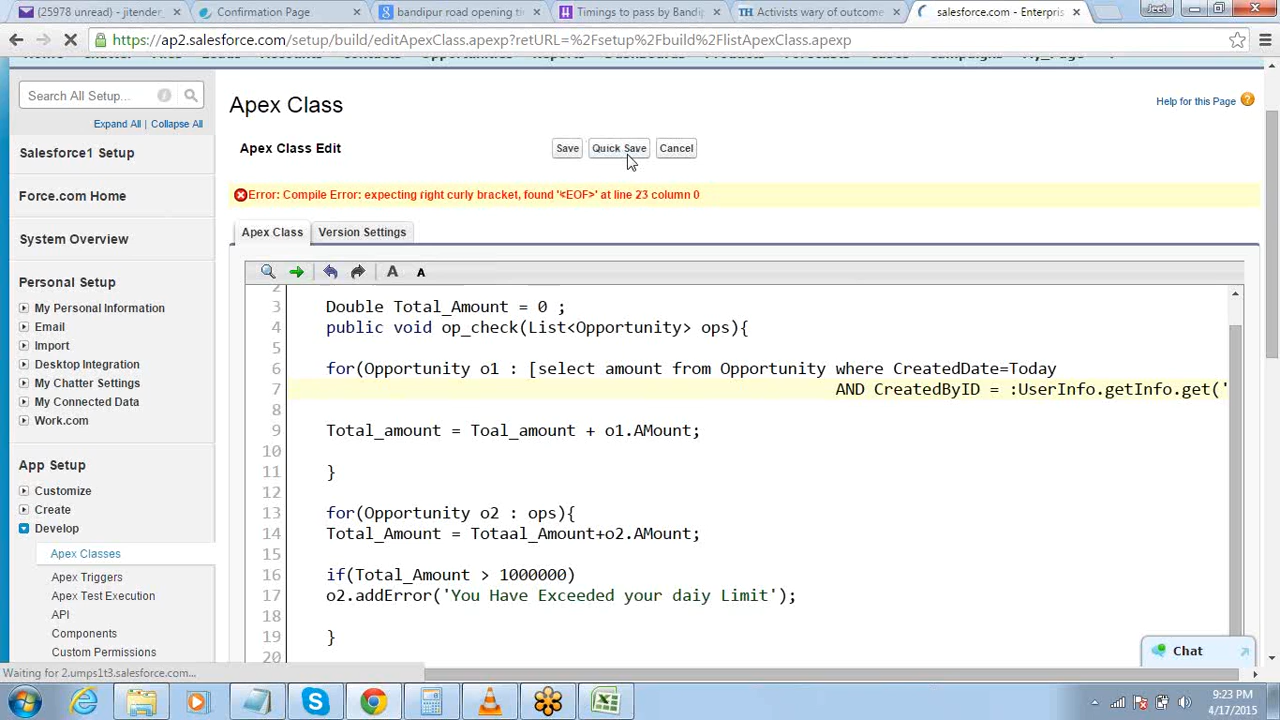 (25978 unread) - jitender_
Confirmation Page
bandipur road opening tin
Timings to pass by Bandip
Activists wary of outcome
salesforce.com - Enterpris
Jeet
https://ap2.salesforce.com/setup/build/editApexClass.apexp?retURL=%2Fsetup%2Fbuild%2FlistApexClass.apexp
Search All Setup...
Expand All | Collapse All
Salesforce1 Setup
Force.com Home
System Overview
Personal Setup
My Personal Information
Email
Import
Desktop Integration
My Chatter Settings
My Connected Data
Work.com
App Setup
Customize
Create
Develop
Apex Classes
Apex Triggers
Apex Test Execution
API
Components
Custom Permissions
Apex Class
Help for this Page
Apex Class Edit
Save
Quick Save
Cancel
Error: Compile Error: expecting right curly bracket, found '<EOF>' at line 23 column 0
Apex Class
Version Settings
A A
2
3 Double Total_Amount = 0 ;
4 public void op_check(List<Opportunity> ops){
5
6 for(Opportunity o1 : [select amount from Opportunity where CreatedDate=Today
7 AND CreatedByID = :UserInfo.getInfo.get('
8
9 Total_amount = Toal_amount + o1.AMount;
10
11 }
12
13 for(Opportunity o2 : ops){
14 Total_Amount = Totaal_Amount+o2.AMount;
15
16 if(Total_Amount > 1000000)
17 o2.addError('You Have Exceeded your daiy Limit');
18
19 }
20
Chat
Waiting for 2.umps1t3.salesforce.com...
9:23 PM
4/17/2015